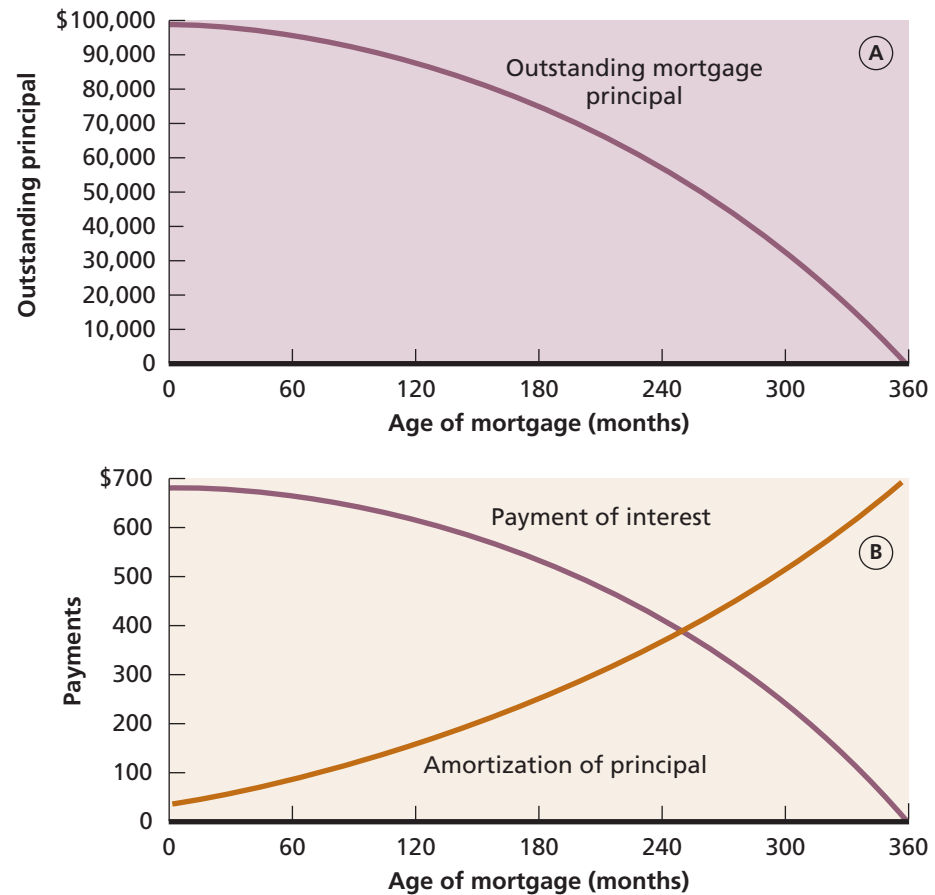 $100,000
90,000
80,000
70,000
60,000
50,000
40,000
30,000
20,000
10,000
0
Outstanding principal
A
Outstanding mortgage
principal
0 60 120 180 240 300 360
Age of mortgage (months)
$700
600
500
400
300
200
100
0
Payments
Payment of interest
B
Amortization of principal
0 60 120 180 240 300 360
Age of mortgage (months)